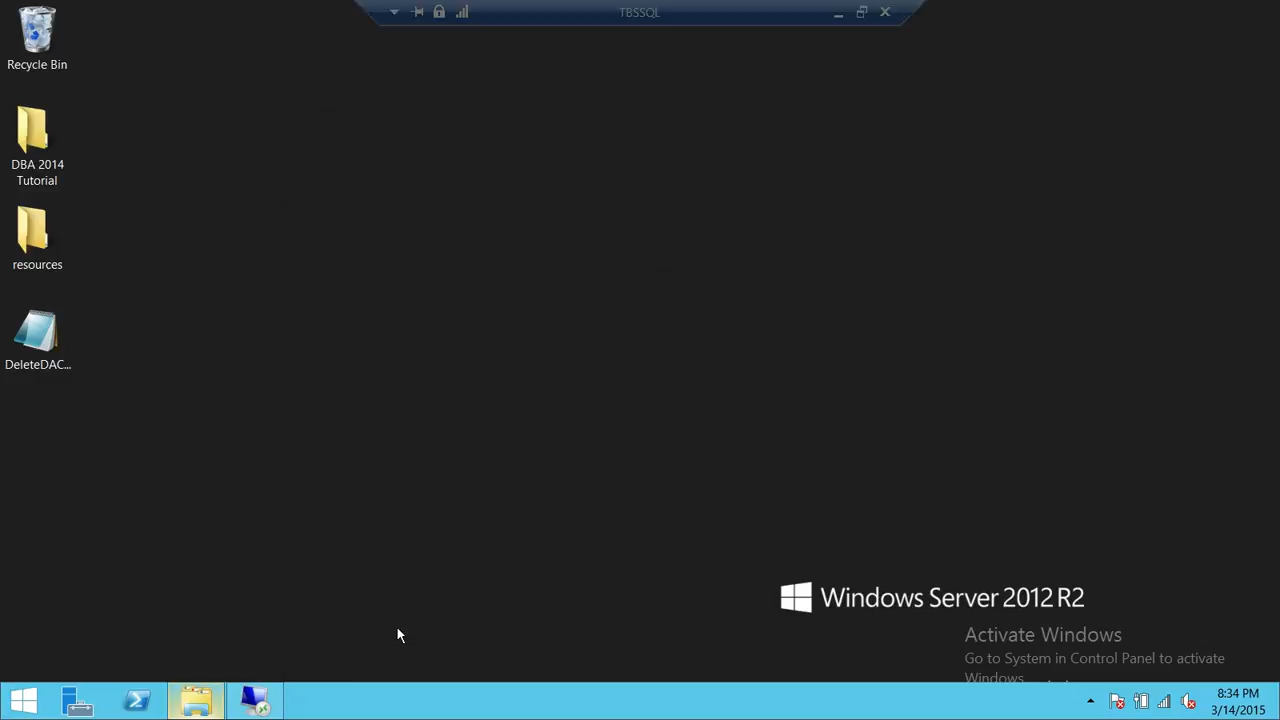 TBSSQL
Recycle Bin
DBA 2014
Tutorial
resources
DeleteDAC...
Windows Server 2012 R2
Activate Windows
Go to System in Control Panel to activate
Windows.
8:34 PM
3/14/2015